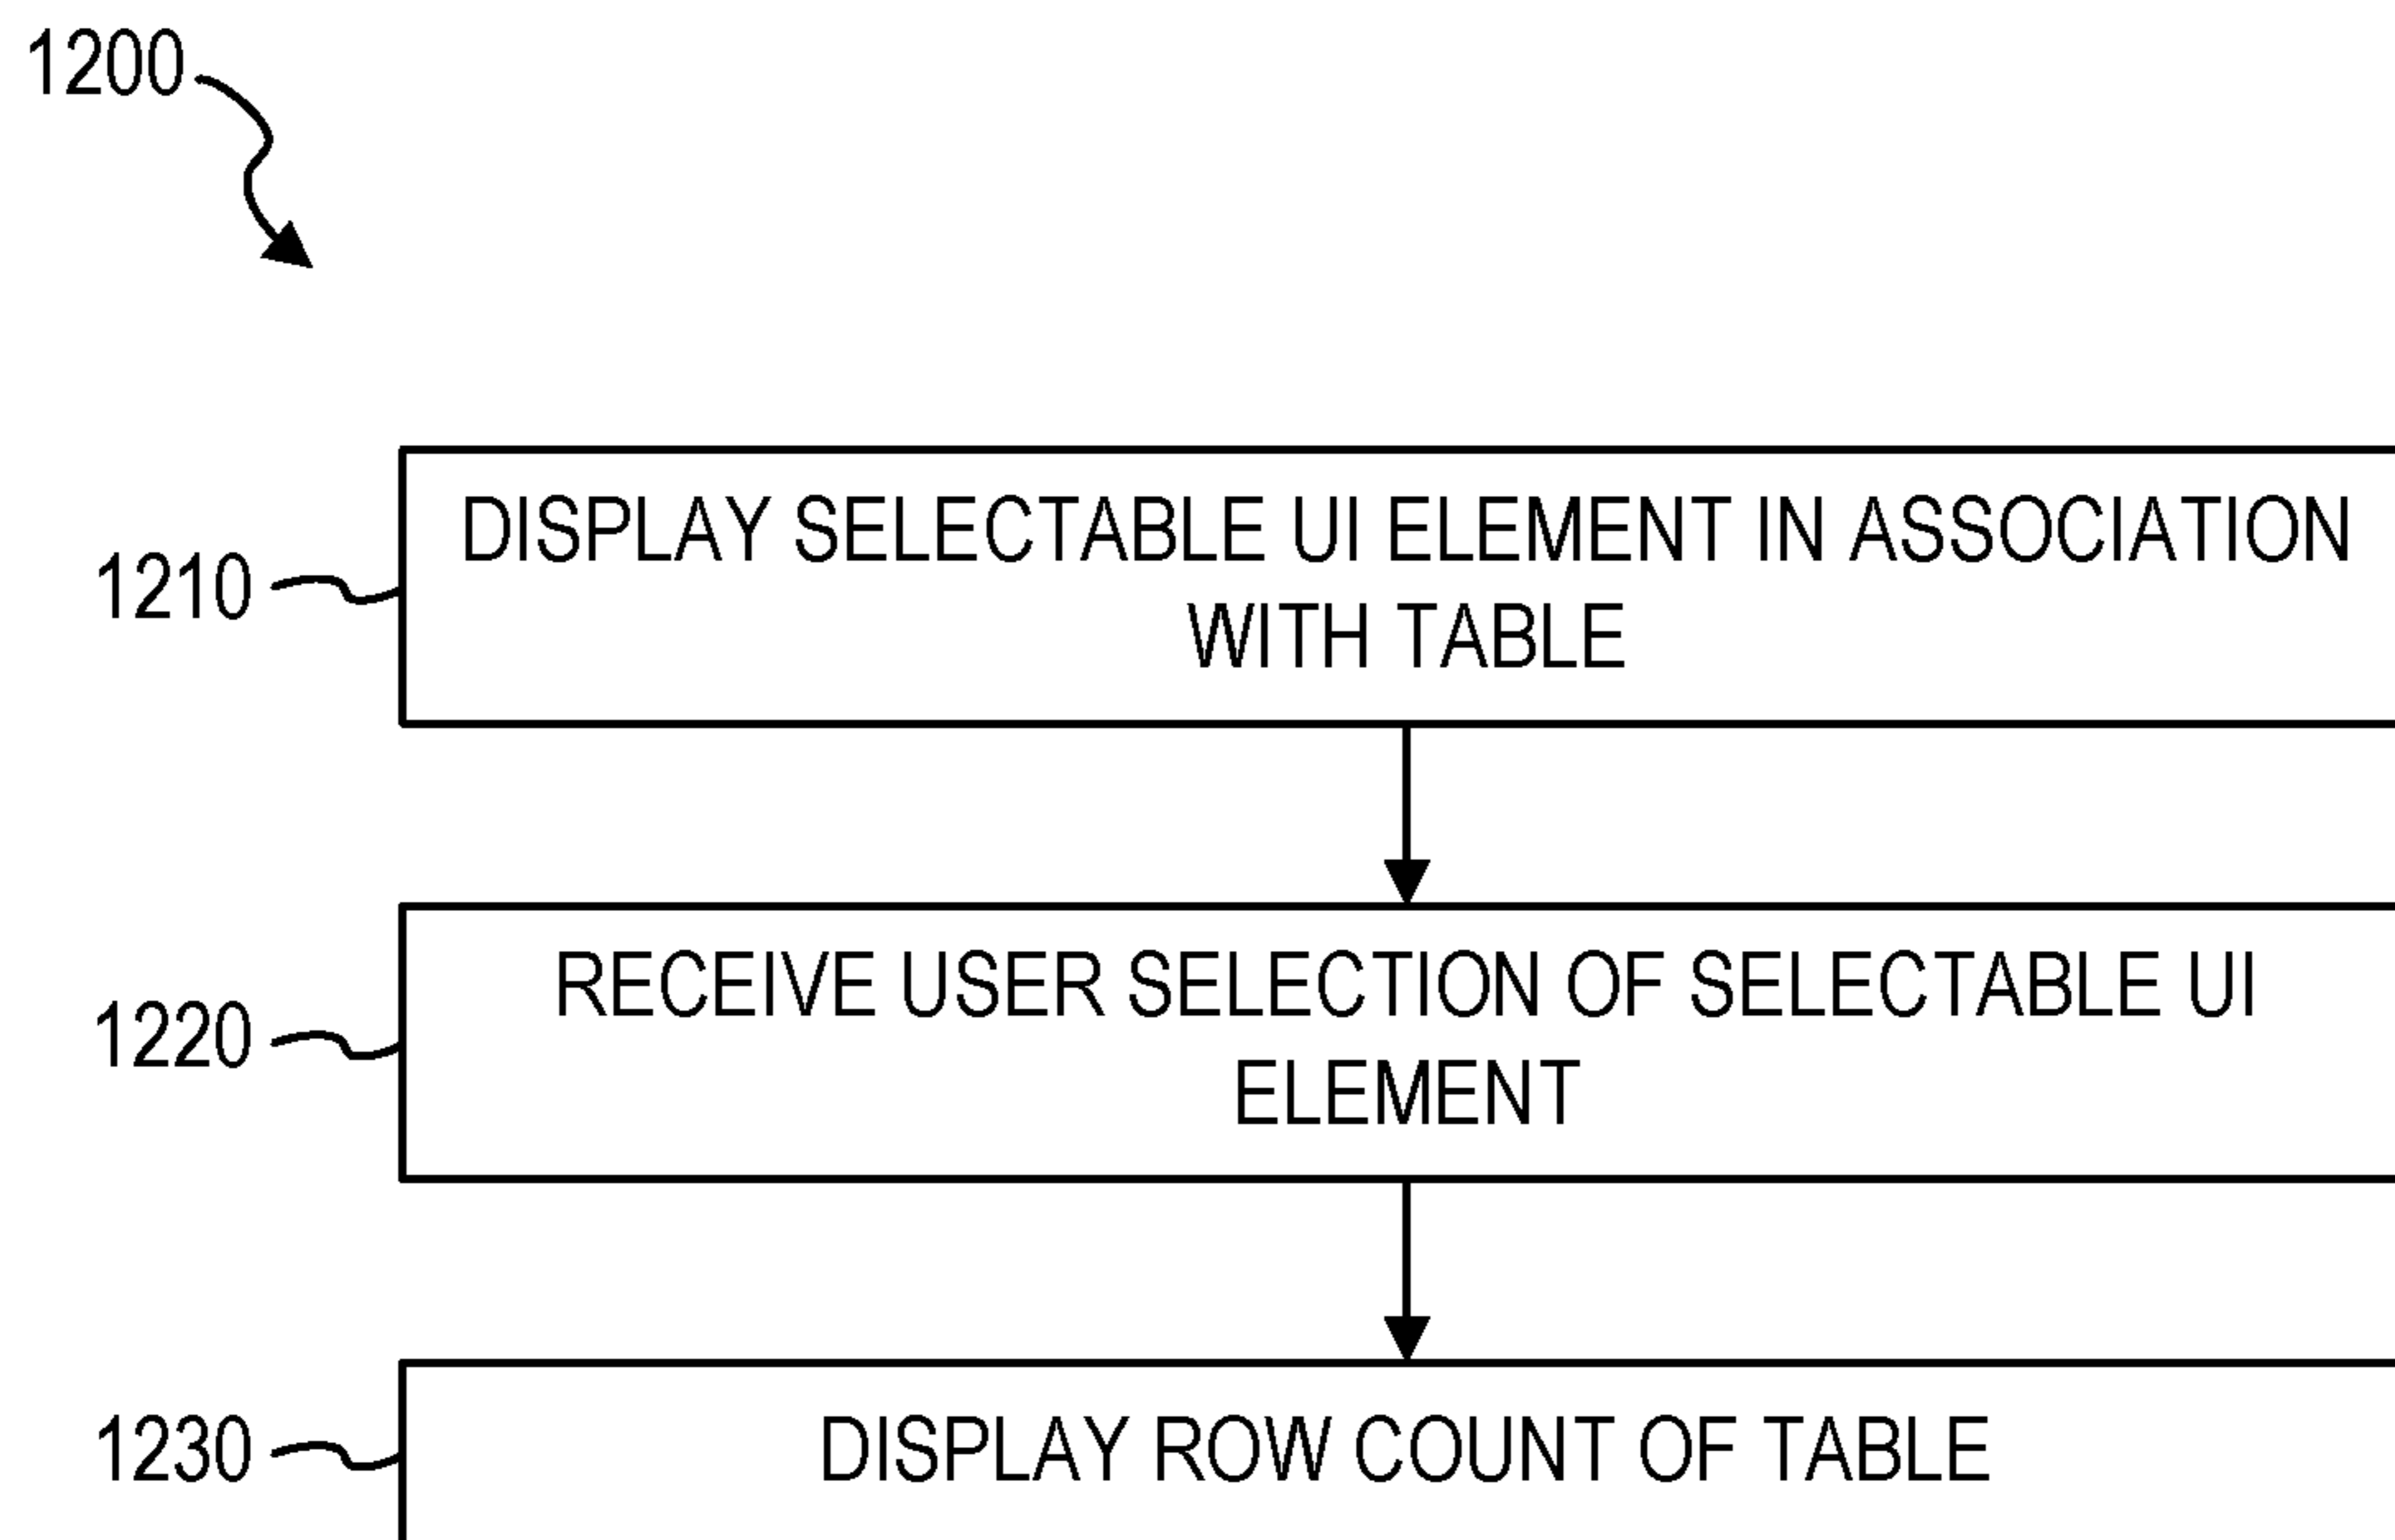 1200
1210
DISPLAY SELECTABLE UI ELEMENT IN ASSOCIATION
WITH TABLE
1220
RECEIVE USER SELECTION OF SELECTABLE UI
ELEMENT
1230
DISPLAY ROW COUNT OF TABLE